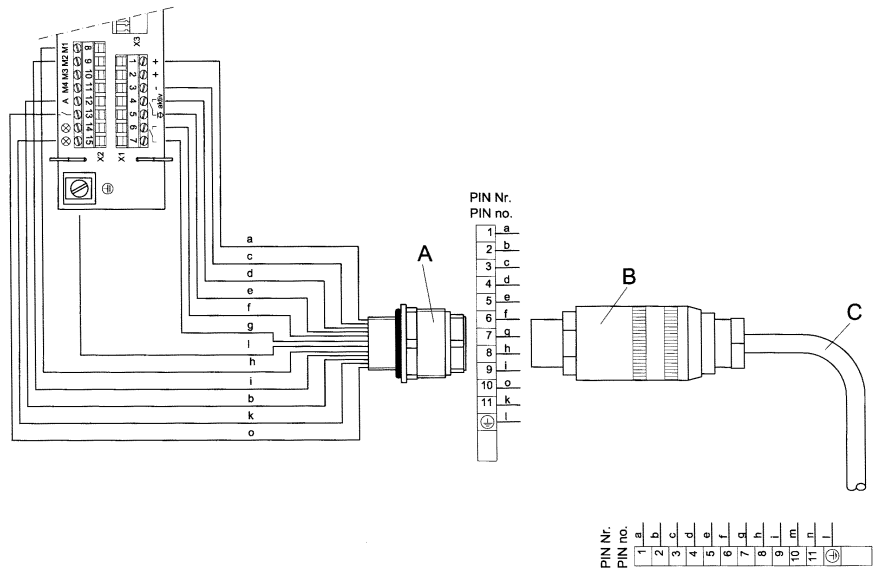 X3
M1 8
M2 9 1 +
M3 10 2 +
M4 11 3 -
A 12 4 aktiv
13 5
14 6
15 7
X2 X1
PIN Nr.
PIN no.
1 a
2 b
3 c
4 d
5 e
6 f
7 g
8 h
9 i
10 o
11 k
l
a
c
d
e
f
g
l
h
i
b
k
o
A
B
C
PIN Nr. a b c d e f g h i m n l
PIN no. 1 2 3 4 5 6 7 8 9 10 11